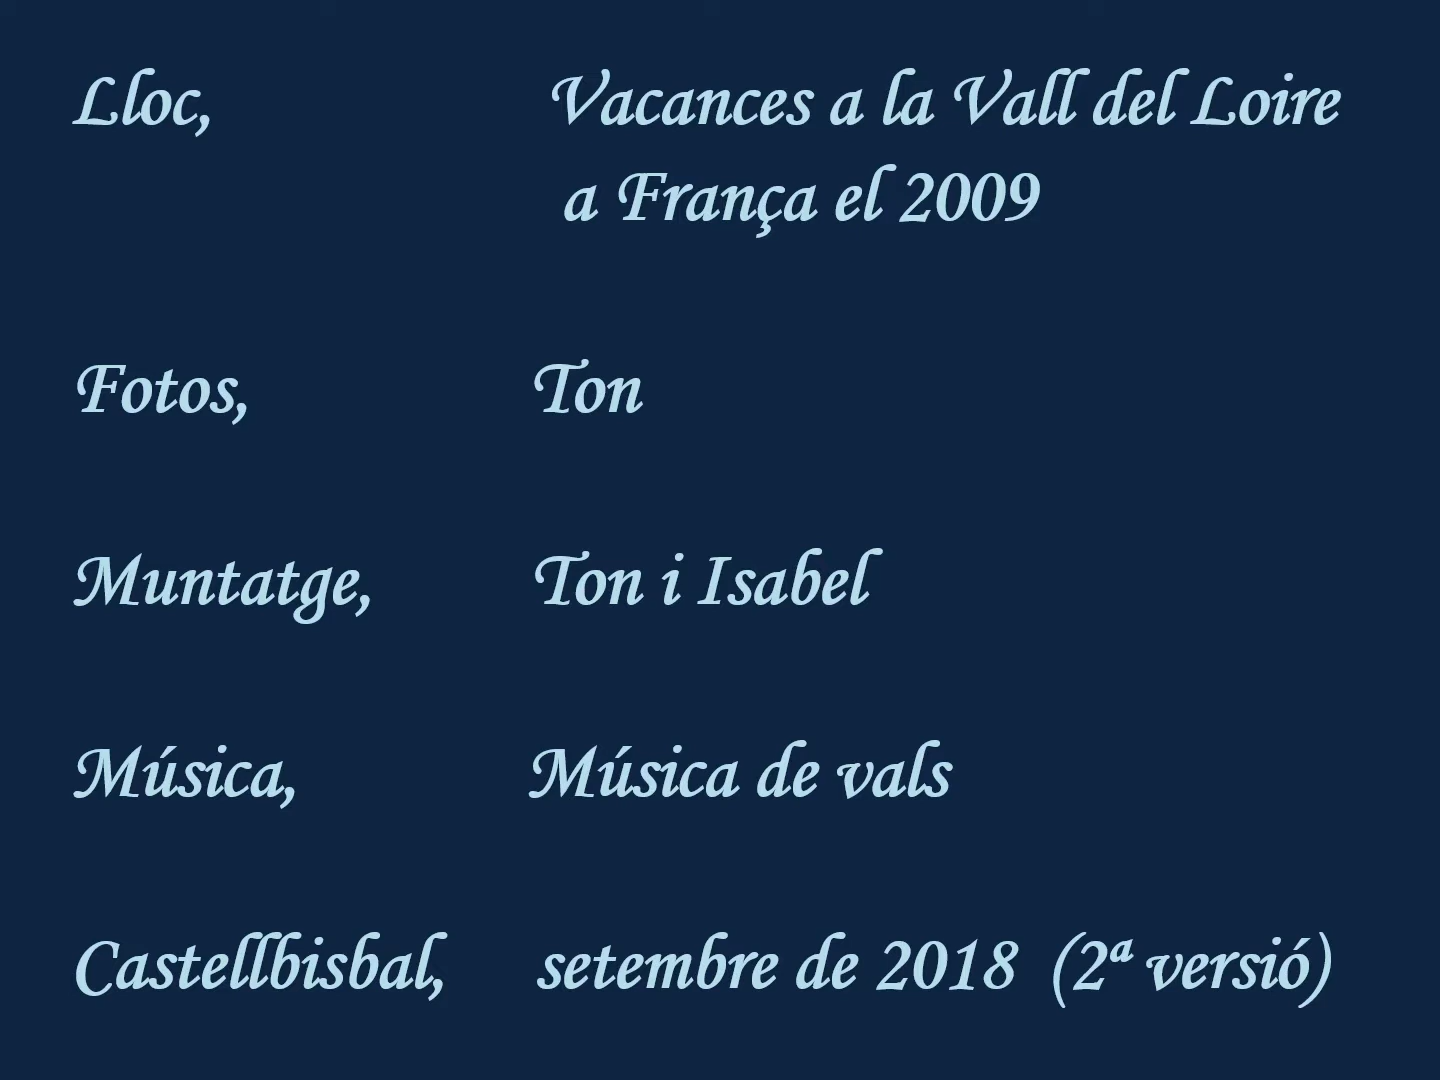 Lloc, Vacances a la Vall del Loire
a França el 2009
Fotos, Ton
Muntatge, Ton i Isabel
Música, Música de vals
Castellbisbal, setembre de 2018 (2ª versió)